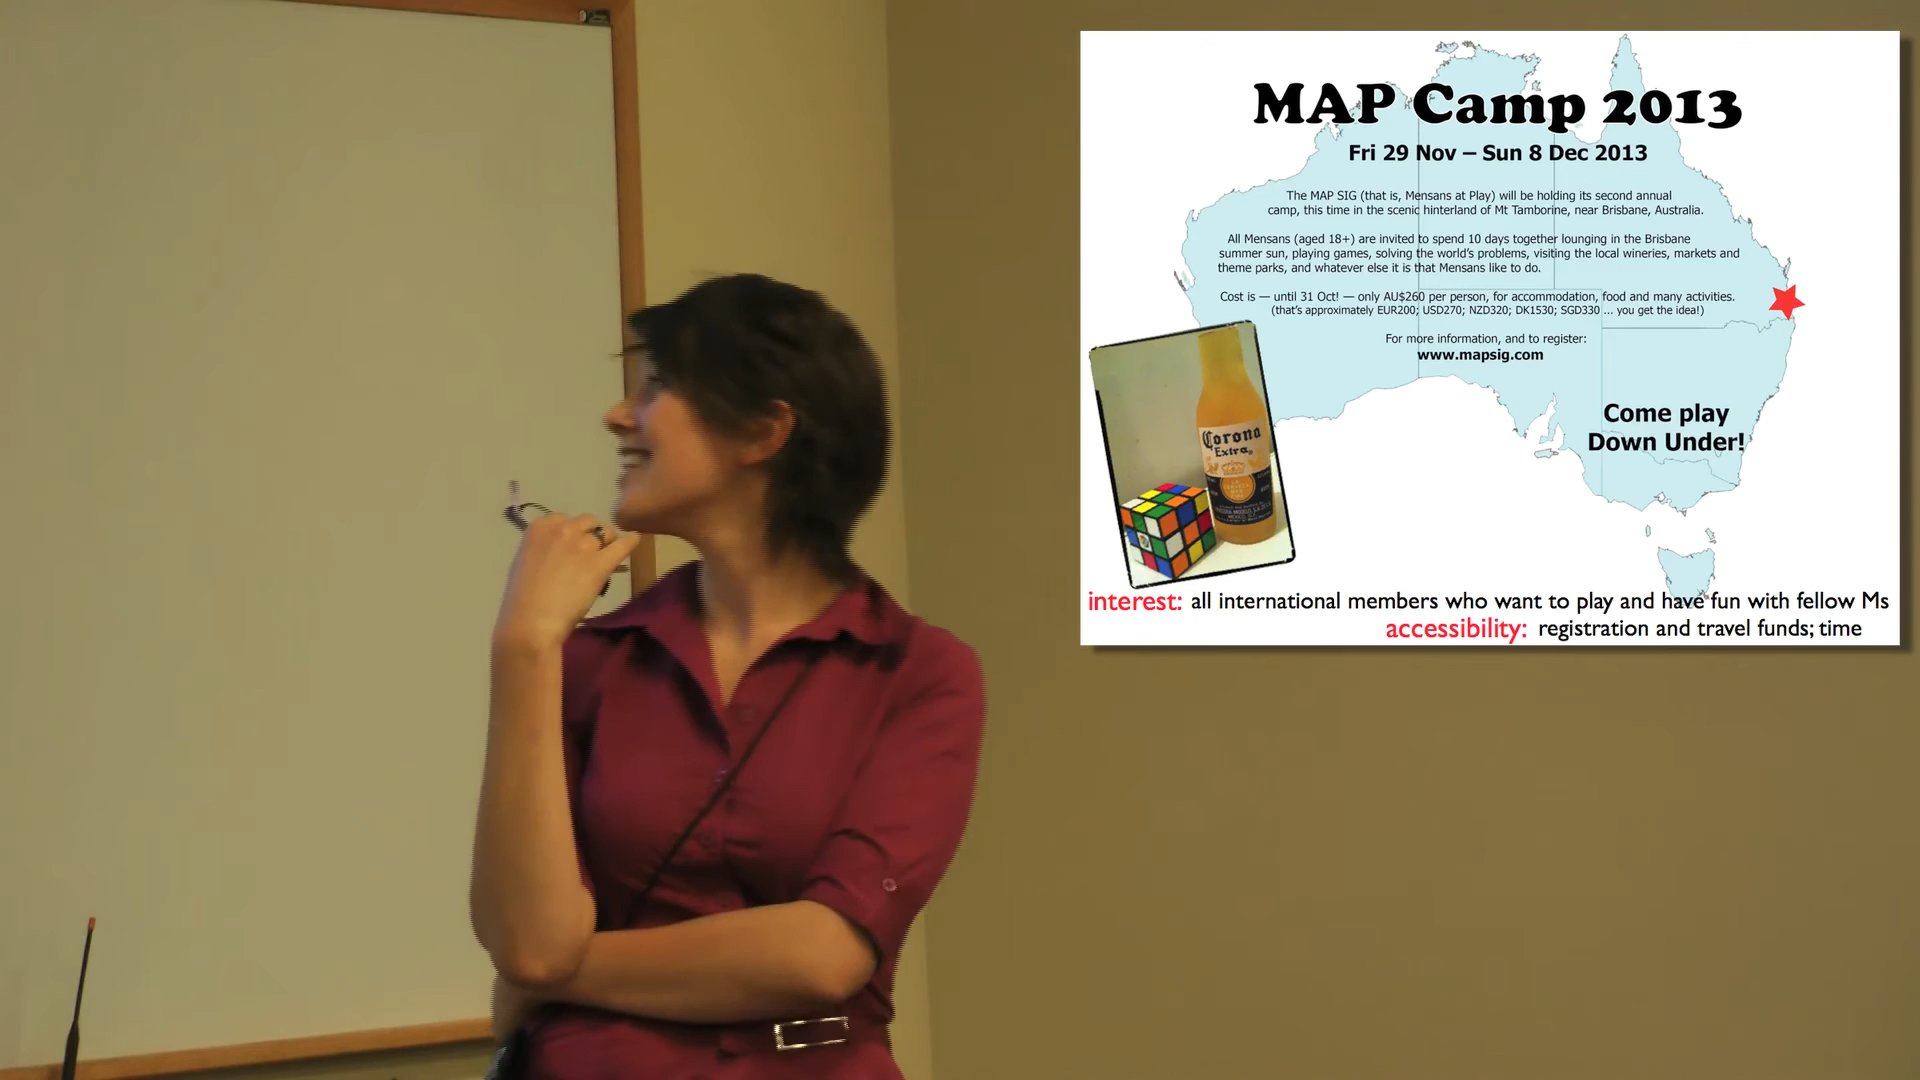 MAP Camp 2013
Fri 29 Nov – Sun 8 Dec 2013
The MAP SIG (that is, Mensans at Play) will be holding its second annual
camp, this time in the scenic hinterland of Mt Tamborine, near Brisbane, Australia.
All Mensans (aged 18+) are invited to spend 10 days together lounging in the Brisbane
summer sun, playing games, solving the world's problems, visiting the local wineries, markets and
theme parks, and whatever else it is that Mensans like to do.
Cost is — until 31 Oct! — only AU$260 per person, for accommodation, food and many activities.
(that's approximately EUR200; USD270; NZD320; DK1530; SGD330 ... you get the idea!)
For more information, and to register:
www.mapsig.com
Corona
Extra
Come play
Down Under!
interest: all international members who want to play and have fun with fellow Ms
accessibility: registration and travel funds; time